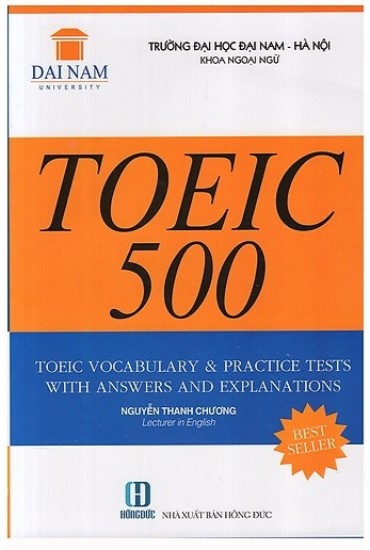 DAI NAM
UNIVERSITY
TRƯỜNG ĐẠI HỌC ĐẠI NAM - HÀ NỘI
KHOA NGOẠI NGỮ
TOEIC
500
TOEIC VOCABULARY & PRACTICE TESTS
WITH ANSWERS AND EXPLANATIONS
NGUYỄN THANH CHƯƠNG
Lecturer in English
BEST
SELLER
H
HỒNG ĐỨC
NHÀ XUẤT BẢN HỒNG ĐỨC